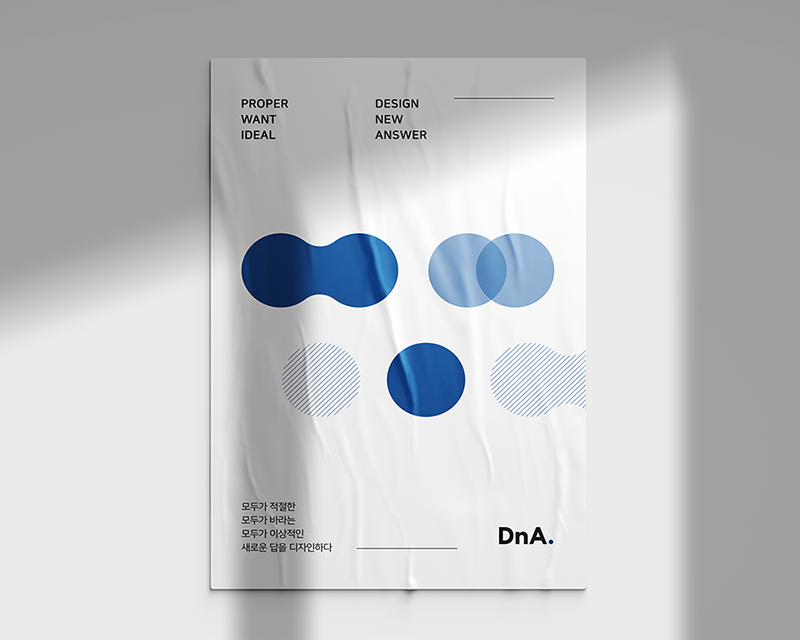 PROPER
WANT
IDEAL
DESIGN
NEW
ANSWER
모두가 적절한
모두가 바라는
모두가 이상적인
새로운 답을 디자인하다
DnA.